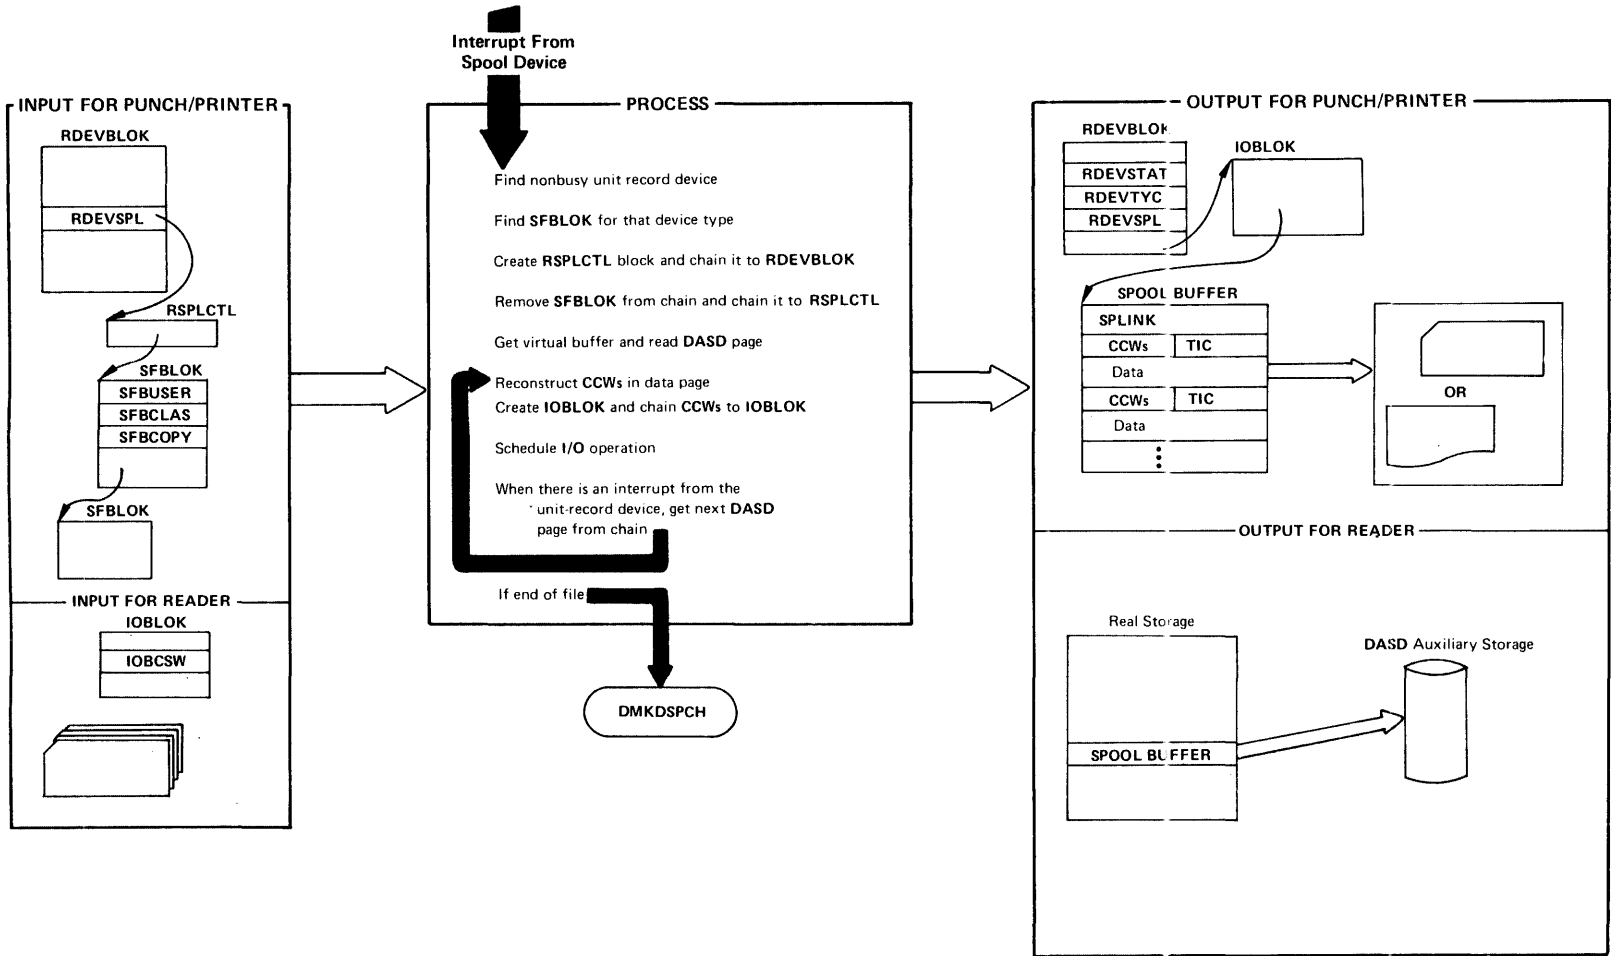 Interrupt From
Spool Device
INPUT FOR PUNCH/PRINTER
RDEVBLOK
RDEVSPL
RSPLCTL
SFBLOK
SFBUSER
SFBCLAS
SFBCOPY
SFBLOK
INPUT FOR READER
IOBLOK
IOBCSW
PROCESS
Find nonbusy unit record device
Find SFBLOK for that device type
Create RSPLCTL block and chain it to RDEVBLOK
Remove SFBLOK from chain and chain it to RSPLCTL
Get virtual buffer and read DASD page
Reconstruct CCWs in data page
Create IOBLOK and chain CCWs to IOBLOK
Schedule I/O operation
When there is an interrupt from the
unit-record device, get next DASD
page from chain
If end of file
DMKDSPCH
OUTPUT FOR PUNCH/PRINTER
RDEVBLOK
IOBLOK
RDEVSTAT
RDEVTYC
RDEVSPL
SPOOL BUFFER
SPLINK
CCWs TIC
Data
CCWs TIC
Data
OR
OUTPUT FOR READER
Real Storage
DASD Auxiliary Storage
SPOOL BUFFER